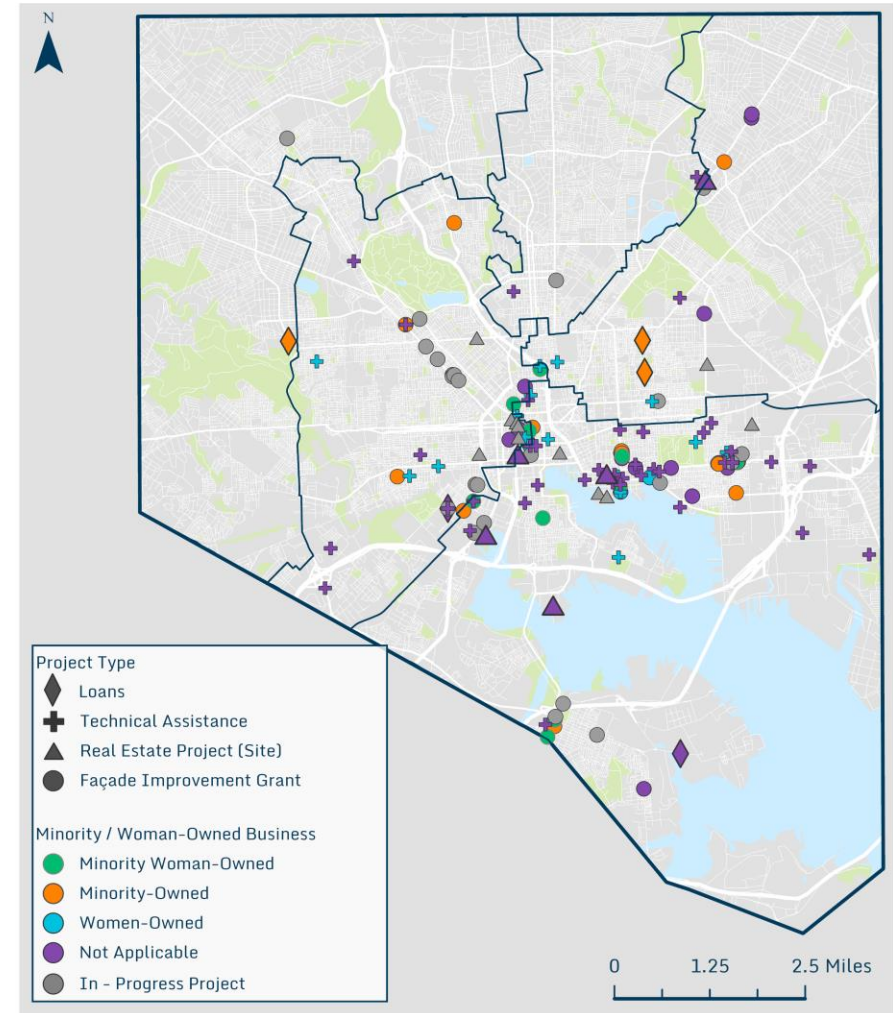 N
Project Type
Loans
Technical Assistance
Real Estate Project (Site)
Façade Improvement Grant
Minority / Woman-Owned Business
Minority Woman-Owned
Minority-Owned
Women-Owned
Not Applicable
In - Progress Project
0 1.25 2.5 Miles